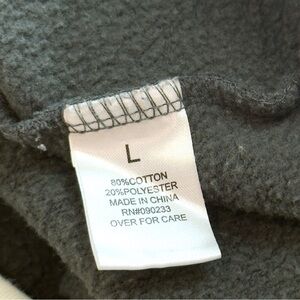 L
80%COTTON
20%POLYESTER
MADE IN CHINA
RN#090233
OVER FOR CARE